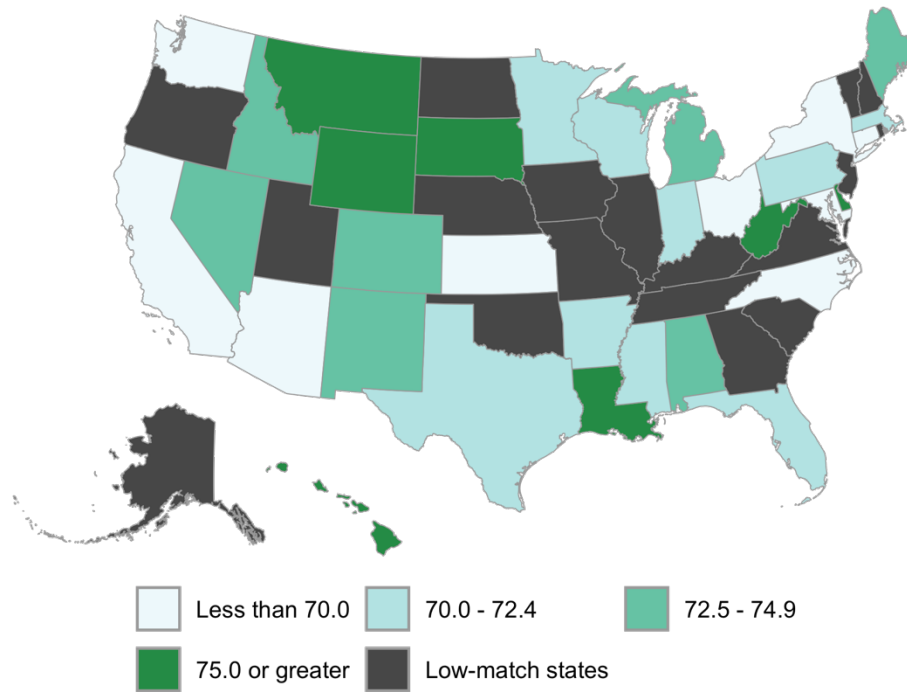 Less than 70.0
70.0 - 72.4
72.5 - 74.9
75.0 or greater
Low-match states